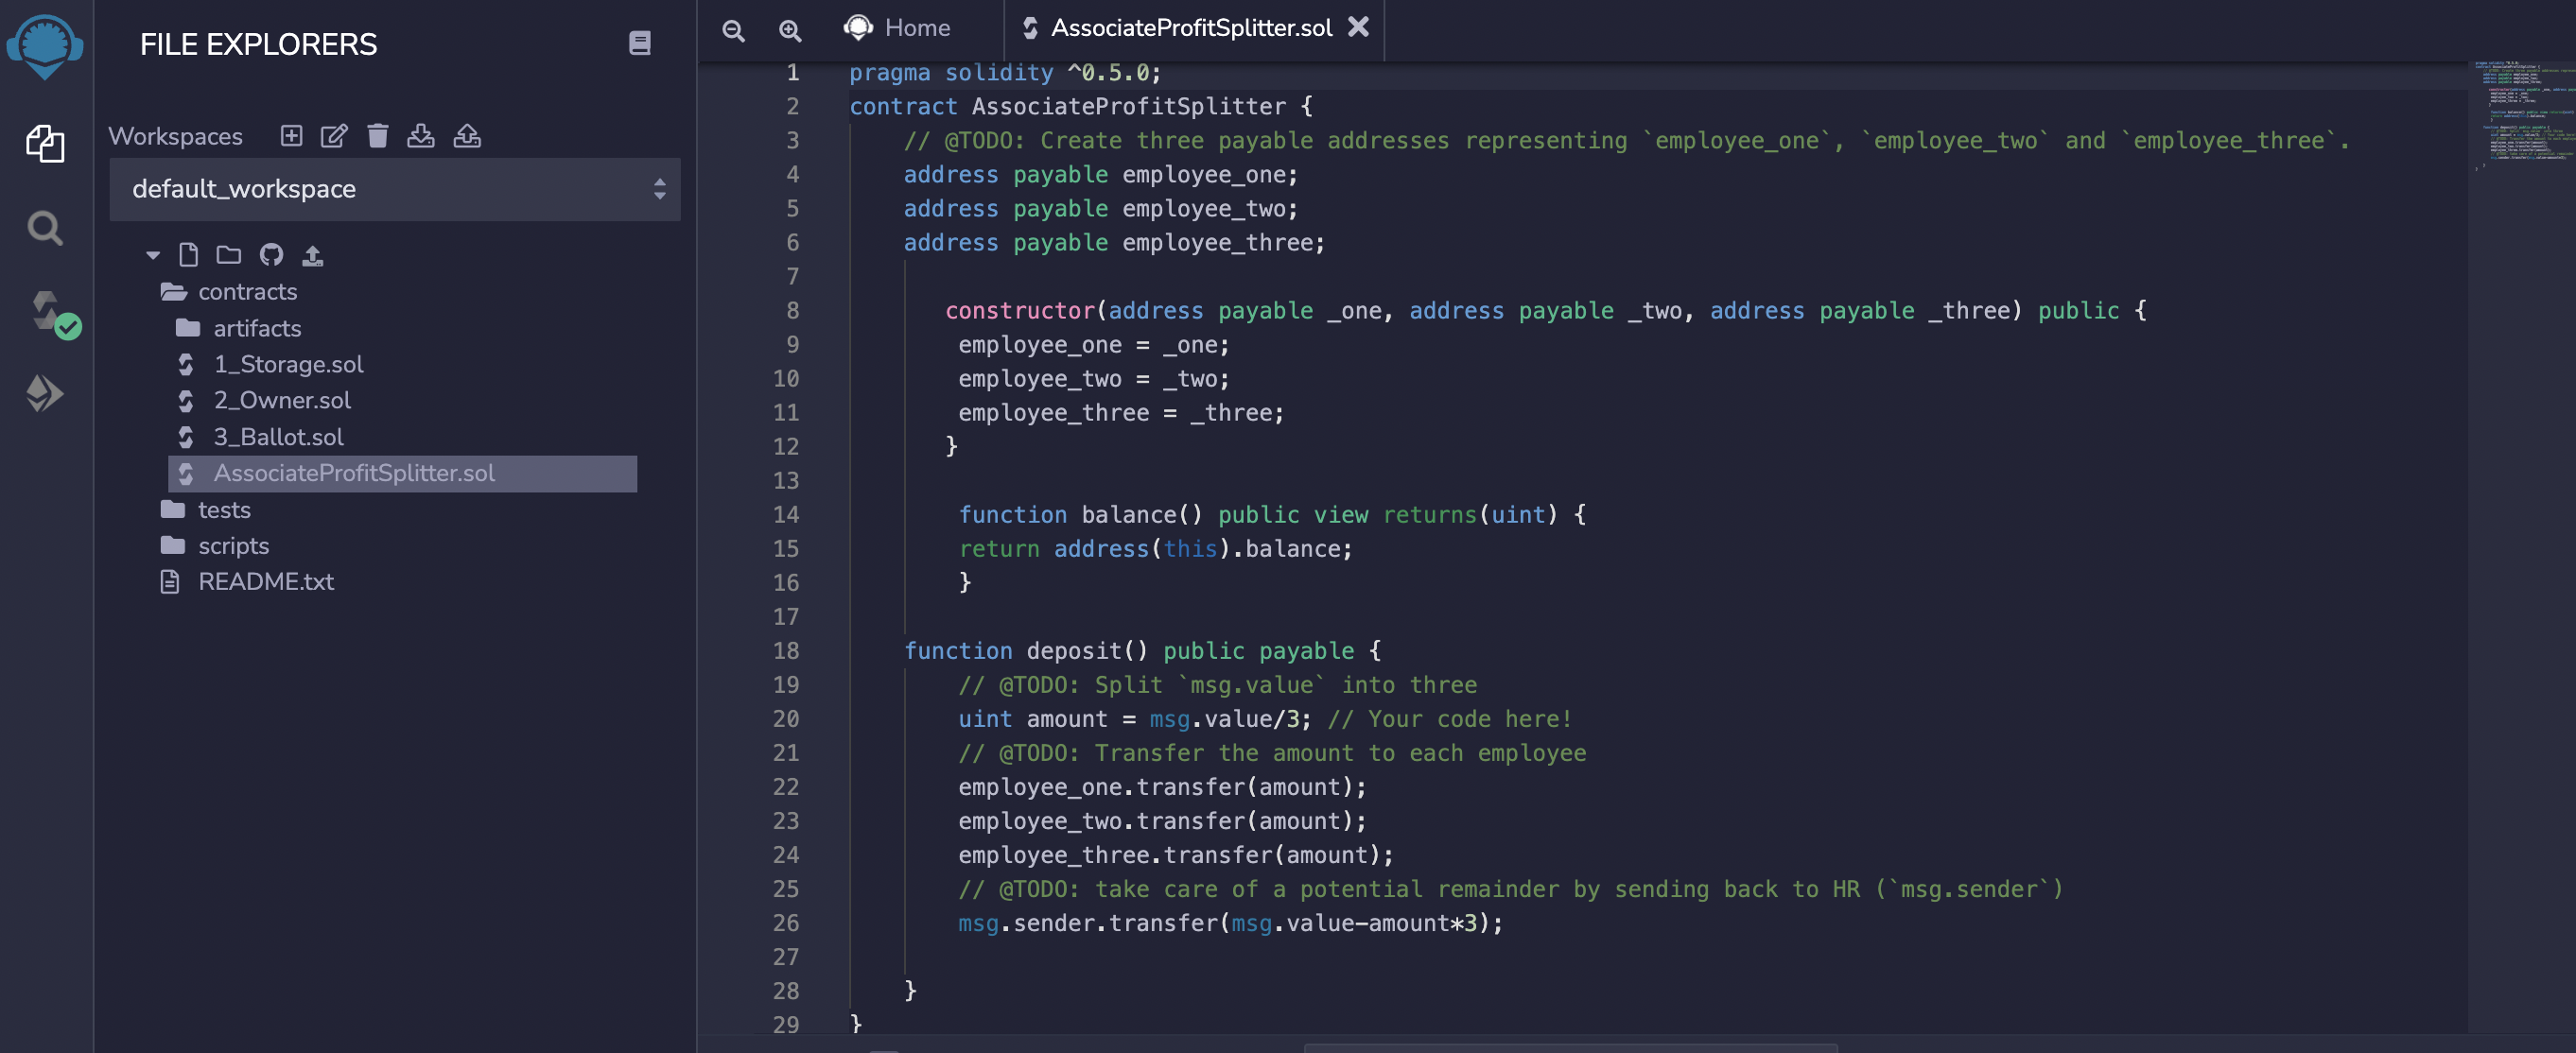 FILE EXPLORERS
Workspaces
default_workspace
contracts
artifacts
1_Storage.sol
2_Owner.sol
3_Ballot.sol
AssociateProfitSplitter.sol
tests
scripts
README.txt
Home
AssociateProfitSplitter.sol
1 pragma solidity ^0.5.0;
2 contract AssociateProfitSplitter {
3 // @TODO: Create three payable addresses representing `employee_one`, `employee_two` and `employee_three`.
4 address payable employee_one;
5 address payable employee_two;
6 address payable employee_three;
7
8 constructor(address payable _one, address payable _two, address payable _three) public {
9 employee_one = _one;
10 employee_two = _two;
11 employee_three = _three;
12 }
13
14 function balance() public view returns(uint) {
15 return address(this).balance;
16 }
17
18 function deposit() public payable {
19 // @TODO: Split `msg.value` into three
20 uint amount = msg.value/3; // Your code here!
21 // @TODO: Transfer the amount to each employee
22 employee_one.transfer(amount);
23 employee_two.transfer(amount);
24 employee_three.transfer(amount);
25 // @TODO: take care of a potential remainder by sending back to HR (`msg.sender`)
26 msg.sender.transfer(msg.value-amount*3);
27
28 }
29 }